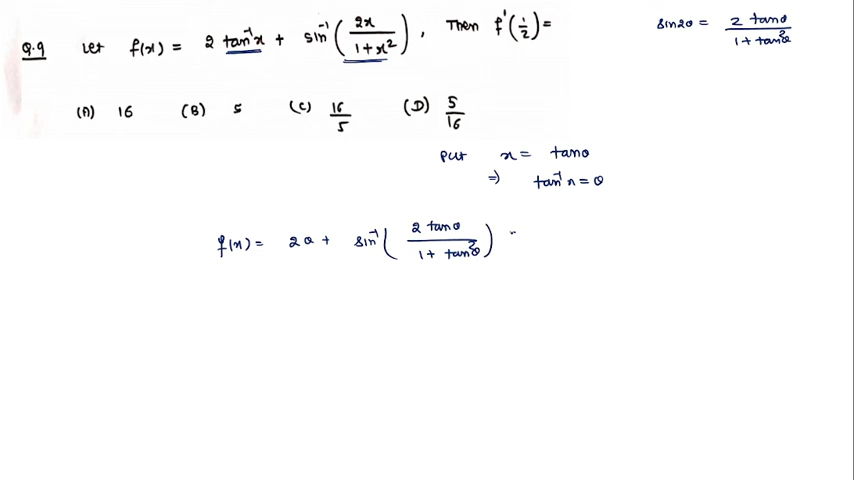 Q.9 Let f(x) = 2 tan⁻¹x + sin⁻¹(2x/(1+x²)), Then f'(1/2) =
sin2θ = 2 tanθ/(1+tan²θ)
(A) 16 (B) 5 (C) 16/5 (D) 5/16
put x = tanθ
⇒ tan⁻¹x = θ
f(x) = 2θ + sin⁻¹(2 tanθ/(1+tan²θ))